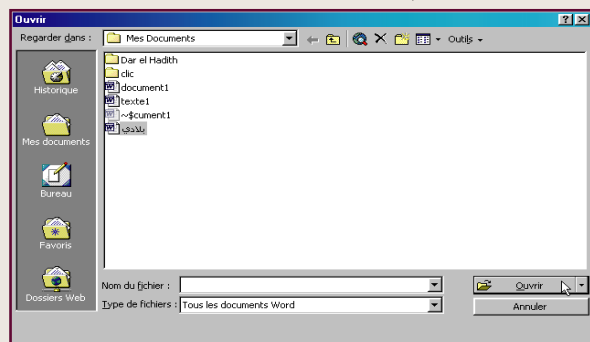 Ouvrir
Regarder dans : Mes Documents Outils
Historique
Mes documents
Bureau
Favoris
Dossiers Web
Dar el Hadith
clic
document1
texte1
~$cument1
بلادي
Nom du fichier : Ouvrir
Type de fichiers : Tous les documents Word Annuler